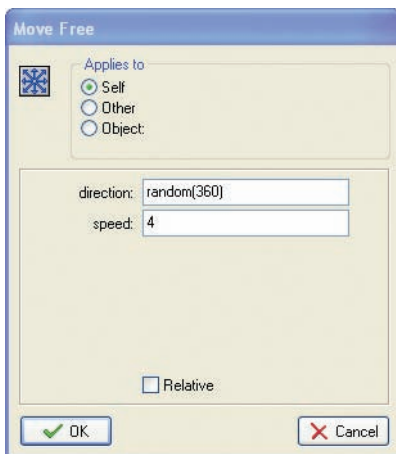 Move Free
Applies to
Self
Other
Object:
direction: random(360)
speed: 4
Relative
OK
Cancel